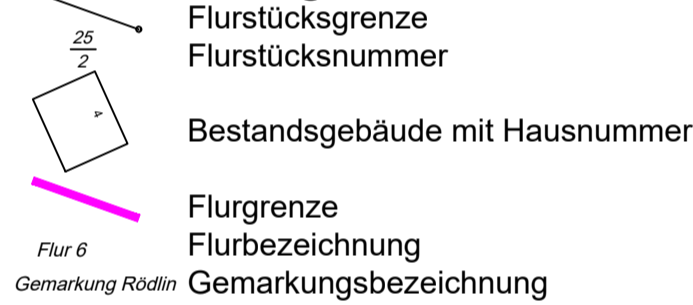 Flurstücksgrenze
25
2
Flurstücksnummer
4
Bestandsgebäude mit Hausnummer
Flurgrenze
Flur 6 Flurbezeichnung
Gemarkung Rödlin Gemarkungsbezeichnung